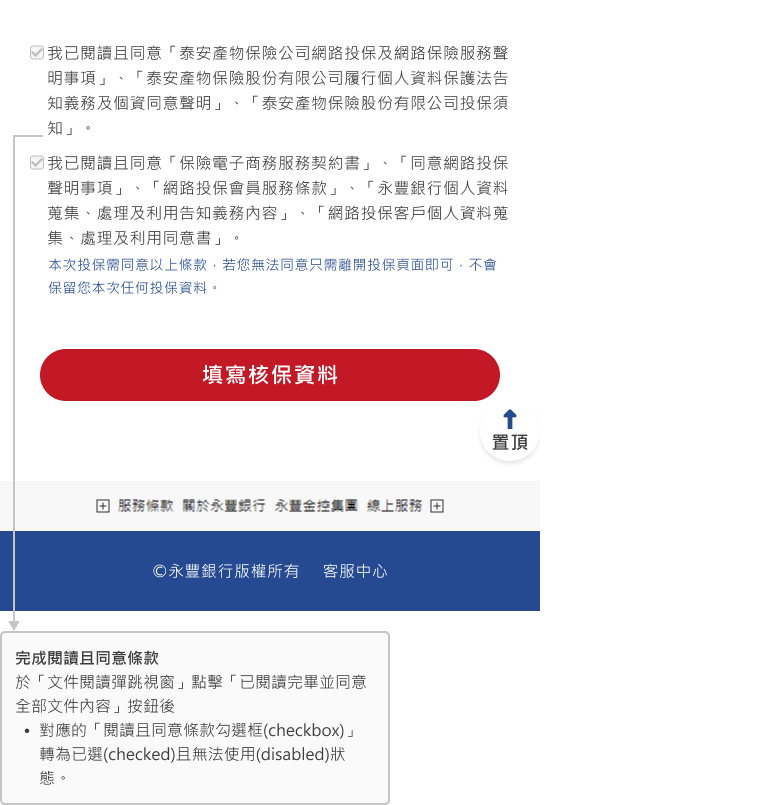 我已閱讀且同意「泰安產物保險公司網路投保及網路保險服務聲
明事項」、「泰安產物保險股份有限公司履行個人資料保護法告
知義務及個資同意聲明」、「泰安產物保險股份有限公司投保須
知」。
我已閱讀且同意「保險電子商務服務契約書」、「同意網路投保
聲明事項」、「網路投保會員服務條款」、「永豐銀行個人資料
蒐集、處理及利用告知義務內容」、「網路投保客戶個人資料蒐
集、處理及利用同意書」。
本次投保需同意以上條款，若您無法同意只需離開投保頁面即可，不會
保留您本次任何投保資料。
填寫核保資料
置頂
服務條款 關於永豐銀行 永豐金控集團 線上服務
©永豐銀行版權所有 客服中心
完成閱讀且同意條款
於「文件閱讀彈跳視窗」點擊「已閱讀完畢並同意
全部文件內容」按鈕後
• 對應的「閱讀且同意條款勾選框(checkbox)」
轉為已選(checked)且無法使用(disabled)狀
態。